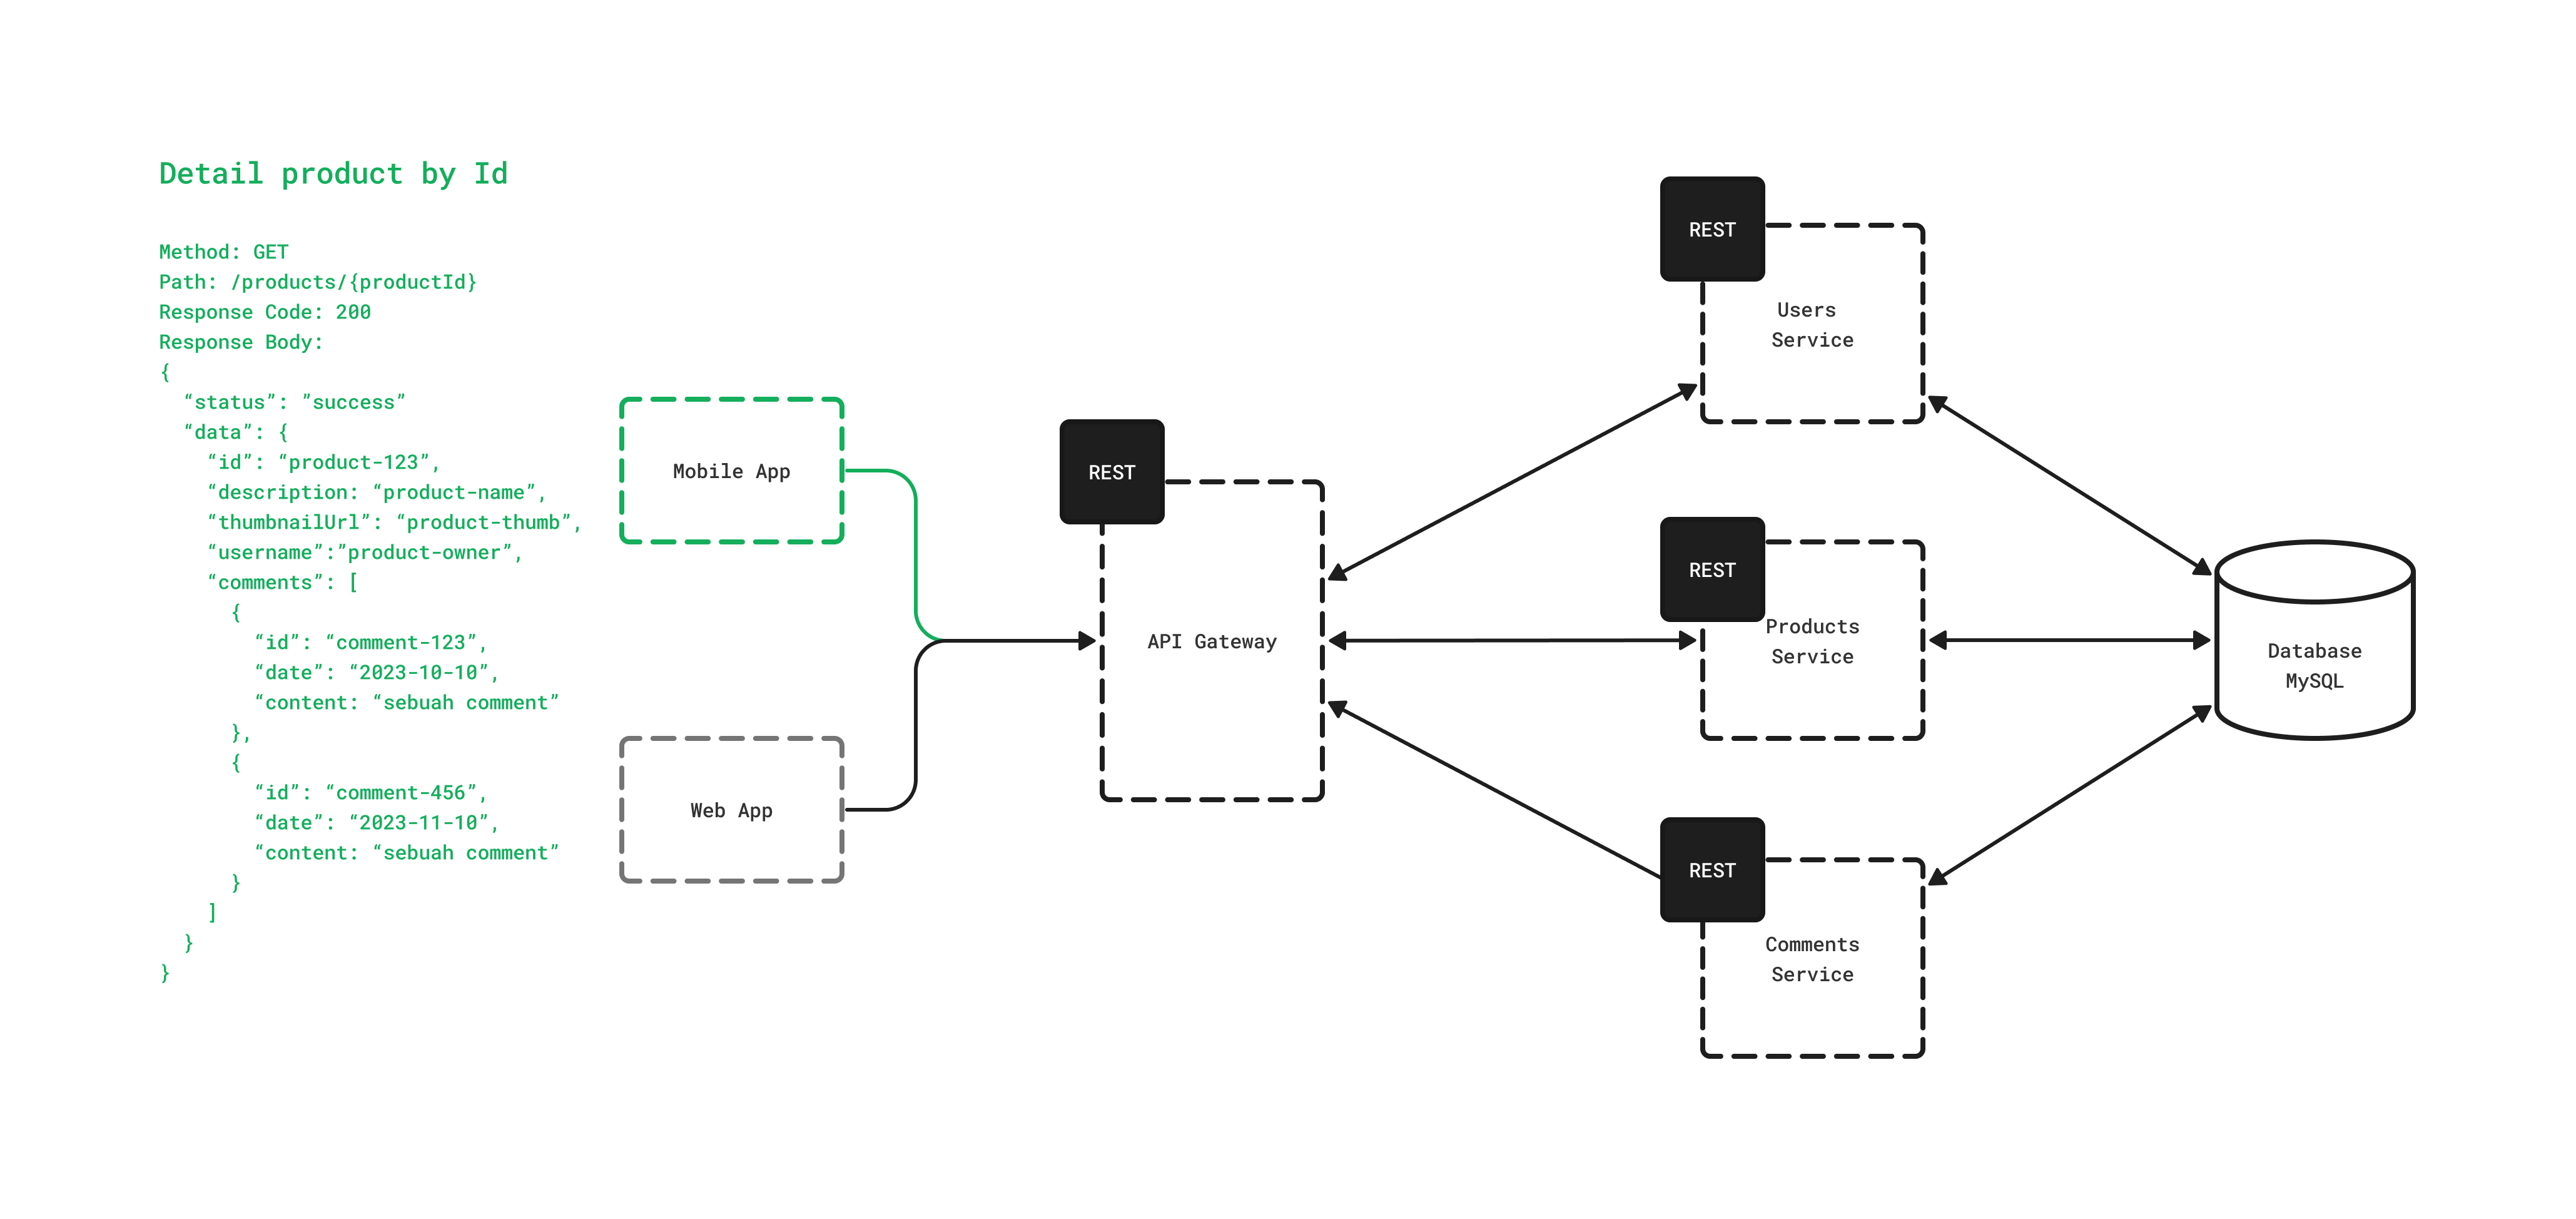 Detail product by Id
Method: GET
Path: /products/{productId}
Response Code: 200
Response Body:
{
  “status”: ”success”
  “data”: {
    “id”: “product-123”,
    “description: “product-name”,
    “thumbnailUrl”: “product-thumb”,
    “username”:”product-owner”,
    “comments”: [
      {
        “id”: “comment-123”,
        “date”: “2023-10-10”,
        “content: “sebuah comment”
      },
      {
        “id”: “comment-456”,
        “date”: “2023-11-10”,
        “content: “sebuah comment”
      }
    ]
  }
}
Mobile App
Web App
REST
API Gateway
REST
Users
Service
REST
Products
Service
REST
Comments
Service
Database
MySQL